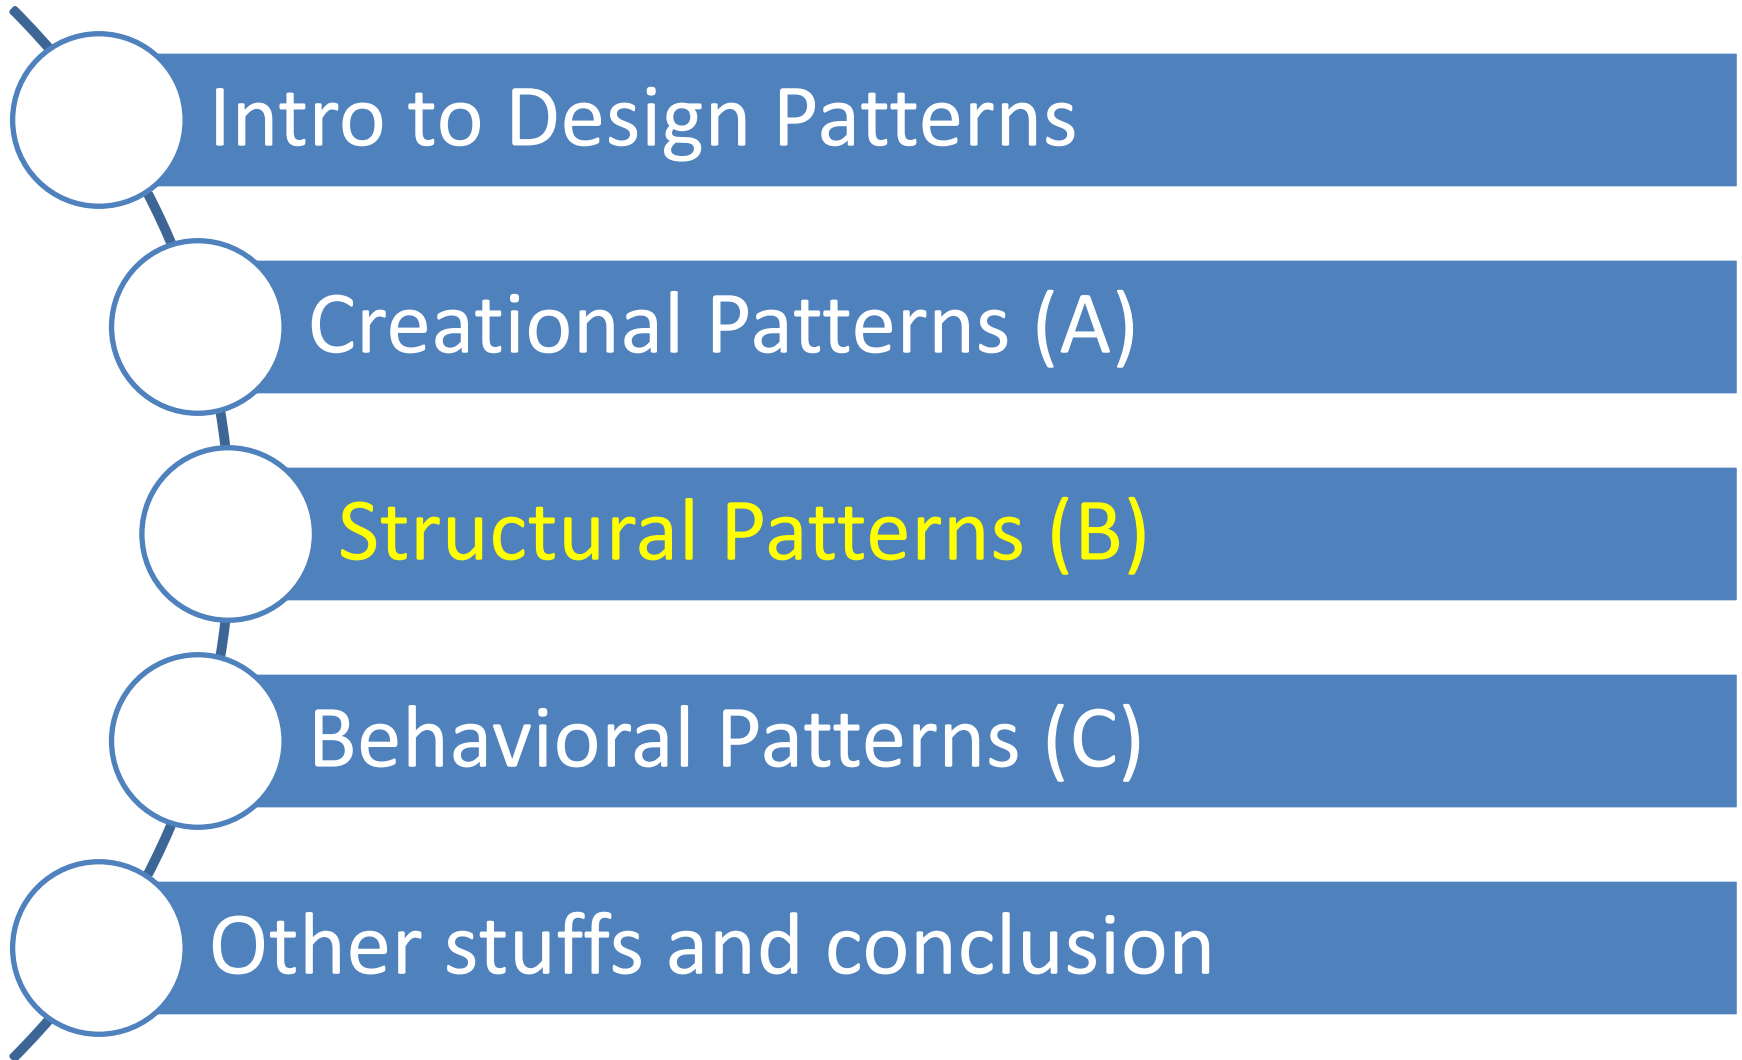 Intro to Design Patterns
Creational Patterns (A)
Structural Patterns (B)
Behavioral Patterns (C)
Other stuffs and conclusion